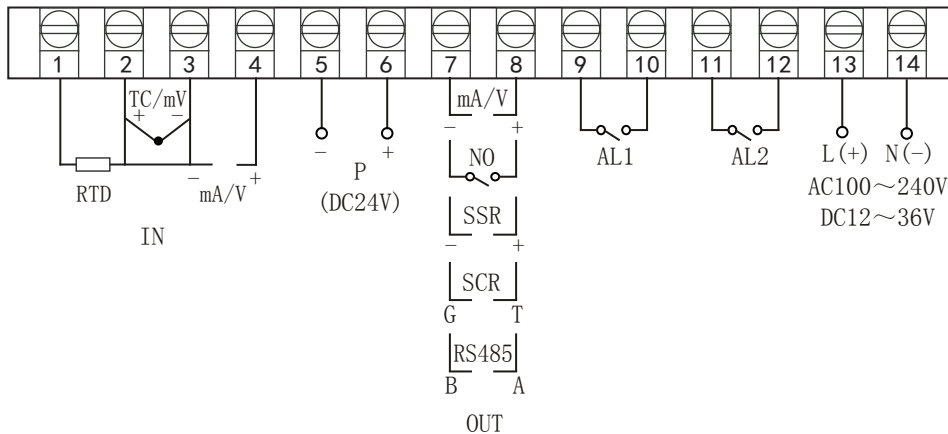 1 2 3 4 5 6 7 8 9 10 11 12 13 14
TC/mV
+ −
RTD
− mA/V +
IN
− +
P
(DC24V)
mA/V
− +
NO
SSR
− +
SCR
G T
RS485
B A
OUT
AL1
AL2
L(+) N(−)
AC100～240V
DC12～36V